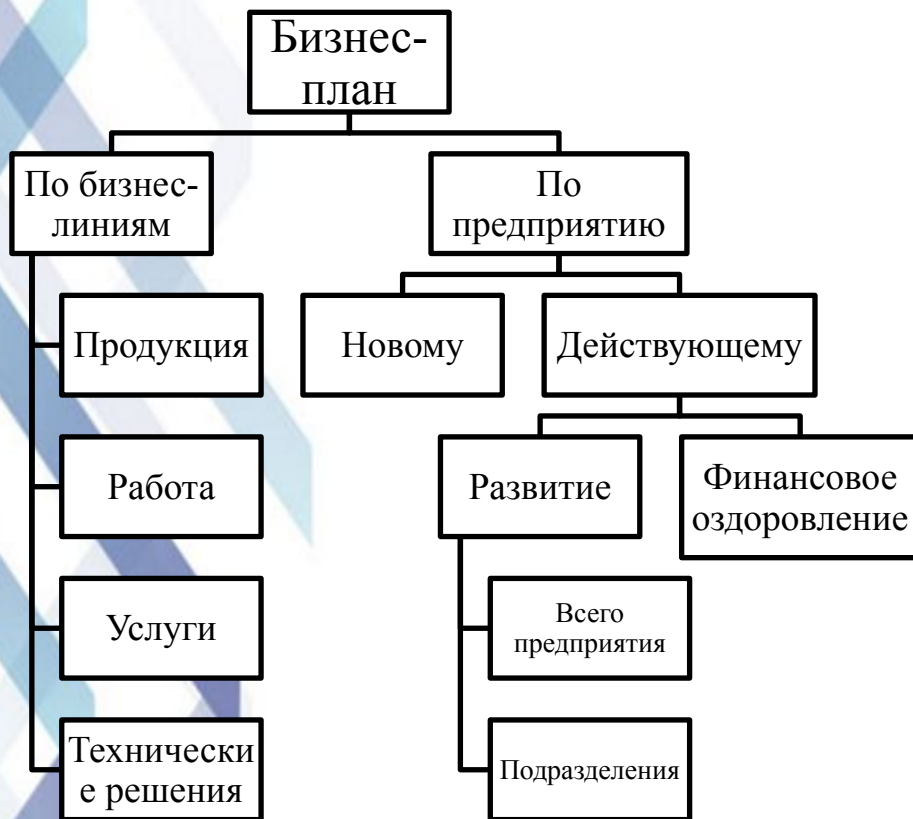 Бизнес-
план
По бизнес-
линиям
По
предприятию
Продукция
Новому
Действующему
Работа
Развитие
Финансовое
оздоровление
Услуги
Всего
предприятия
Технически
е решения
Подразделения